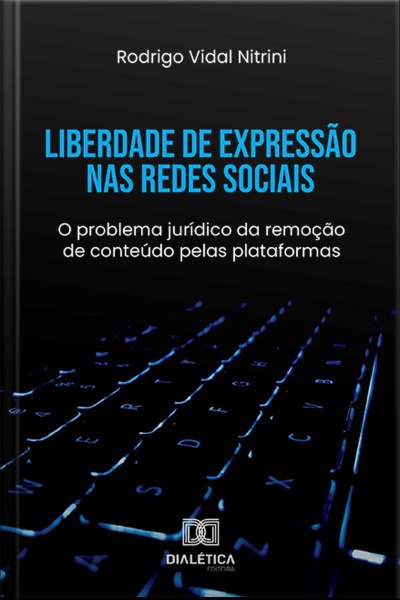 Rodrigo Vidal Nitrini
LIBERDADE DE EXPRESSÃO
NAS REDES SOCIAIS
O problema jurídico da remoção
de conteúdo pelas plataformas
DIALÉTICA
EDITORA